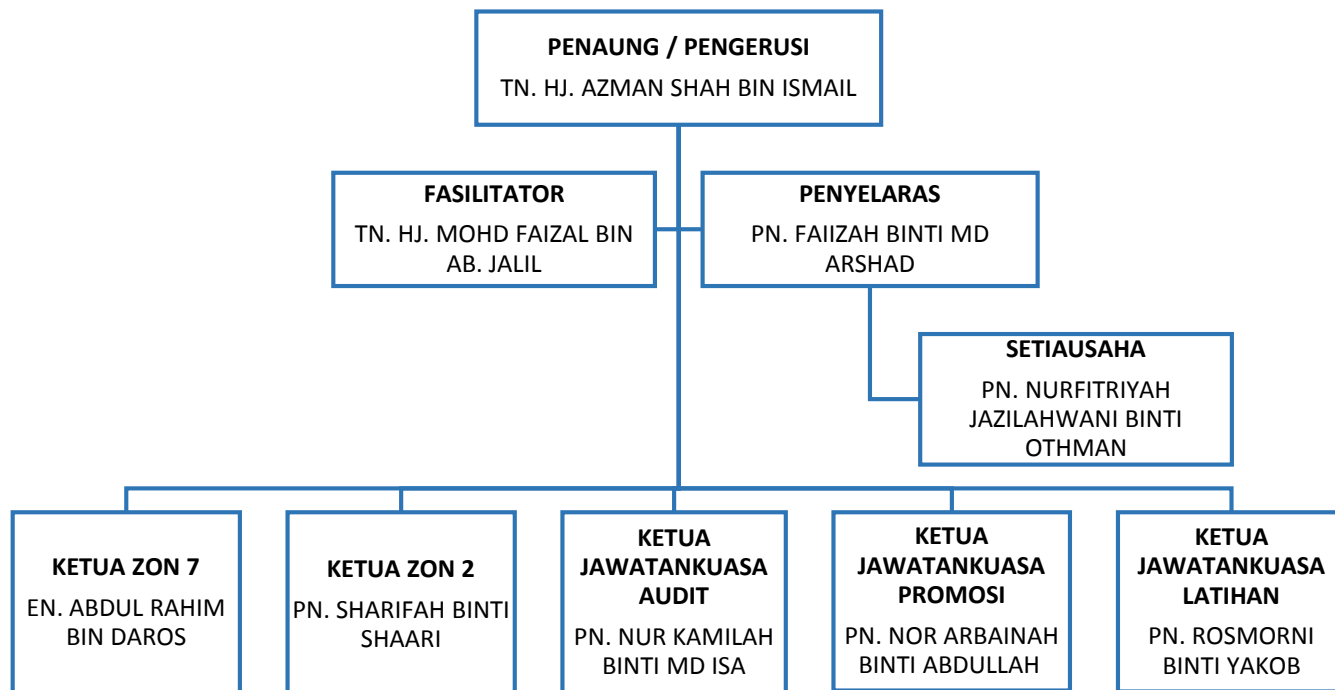 PENAUNG / PENGERUSI
TN. HJ. AZMAN SHAH BIN ISMAIL
FASILITATOR
TN. HJ. MOHD FAIZAL BIN
AB. JALIL
PENYELARAS
PN. FAIIZAH BINTI MD
ARSHAD
SETIAUSAHA
PN. NURFITRIYAH
JAZILAHWANI BINTI
OTHMAN
KETUA ZON 7
EN. ABDUL RAHIM
BIN DAROS
KETUA ZON 2
PN. SHARIFAH BINTI
SHAARI
KETUA
JAWATANKUASA
AUDIT
PN. NUR KAMILAH
BINTI MD ISA
KETUA
JAWATANKUASA
PROMOSI
PN. NOR ARBAINAH
BINTI ABDULLAH
KETUA
JAWATANKUASA
LATIHAN
PN. ROSMORNI
BINTI YAKOB